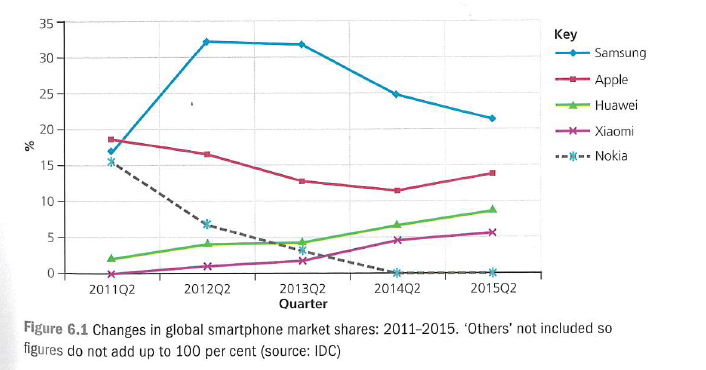 35
30
25
20
15
10
5
0
%
2011Q2 2012Q2 2013Q2 2014Q2 2015Q2
Quarter
Key
Samsung
Apple
Huawei
Xiaomi
Nokia
Figure 6.1 Changes in global smartphone market shares: 2011–2015. ‘Others’ not included so
figures do not add up to 100 per cent (source: IDC)